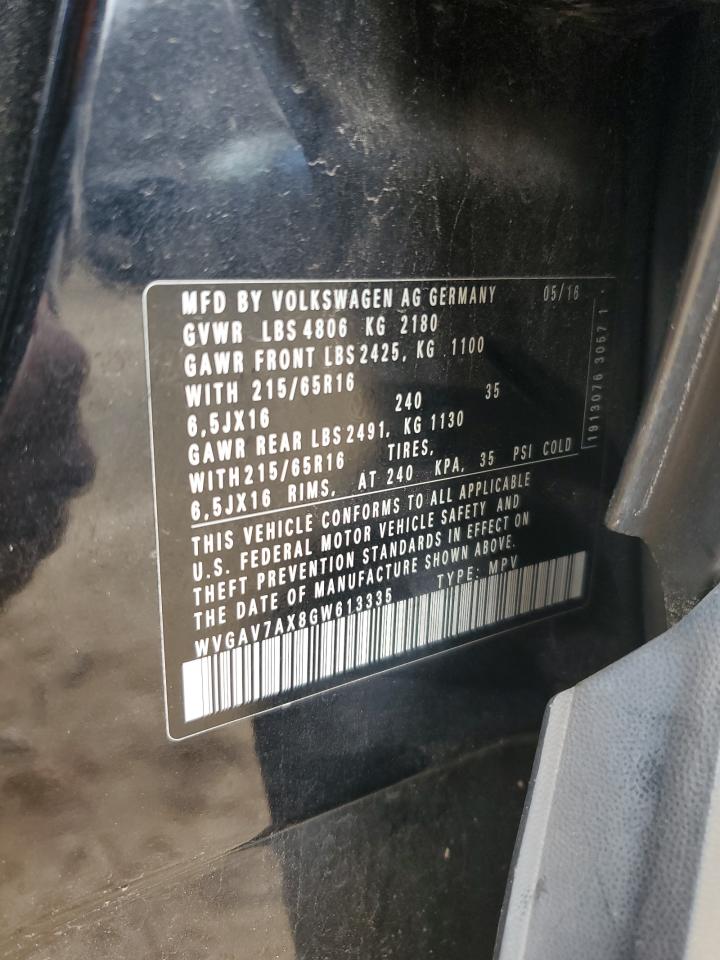 MFD BY VOLKSWAGEN AG GERMANY 05/16
GVWR LBS 4806 KG 2180
GAWR FRONT LBS 2425, KG 1100
WITH 215/65R16
6,5JX16 240 35
GAWR REAR LBS 2491, KG 1130
WITH 215/65R16 TIRES,
6,5JX16 RIMS, AT 240 KPA, 35 PSI COLD
THIS VEHICLE CONFORMS TO ALL APPLICABLE
U.S. FEDERAL MOTOR VEHICLE SAFETY AND
THEFT PREVENTION STANDARDS IN EFFECT ON
THE DATE OF MANUFACTURE SHOWN ABOVE.
WVGAV7AX8GW613335 TYPE: MPV
1913076 3057 1